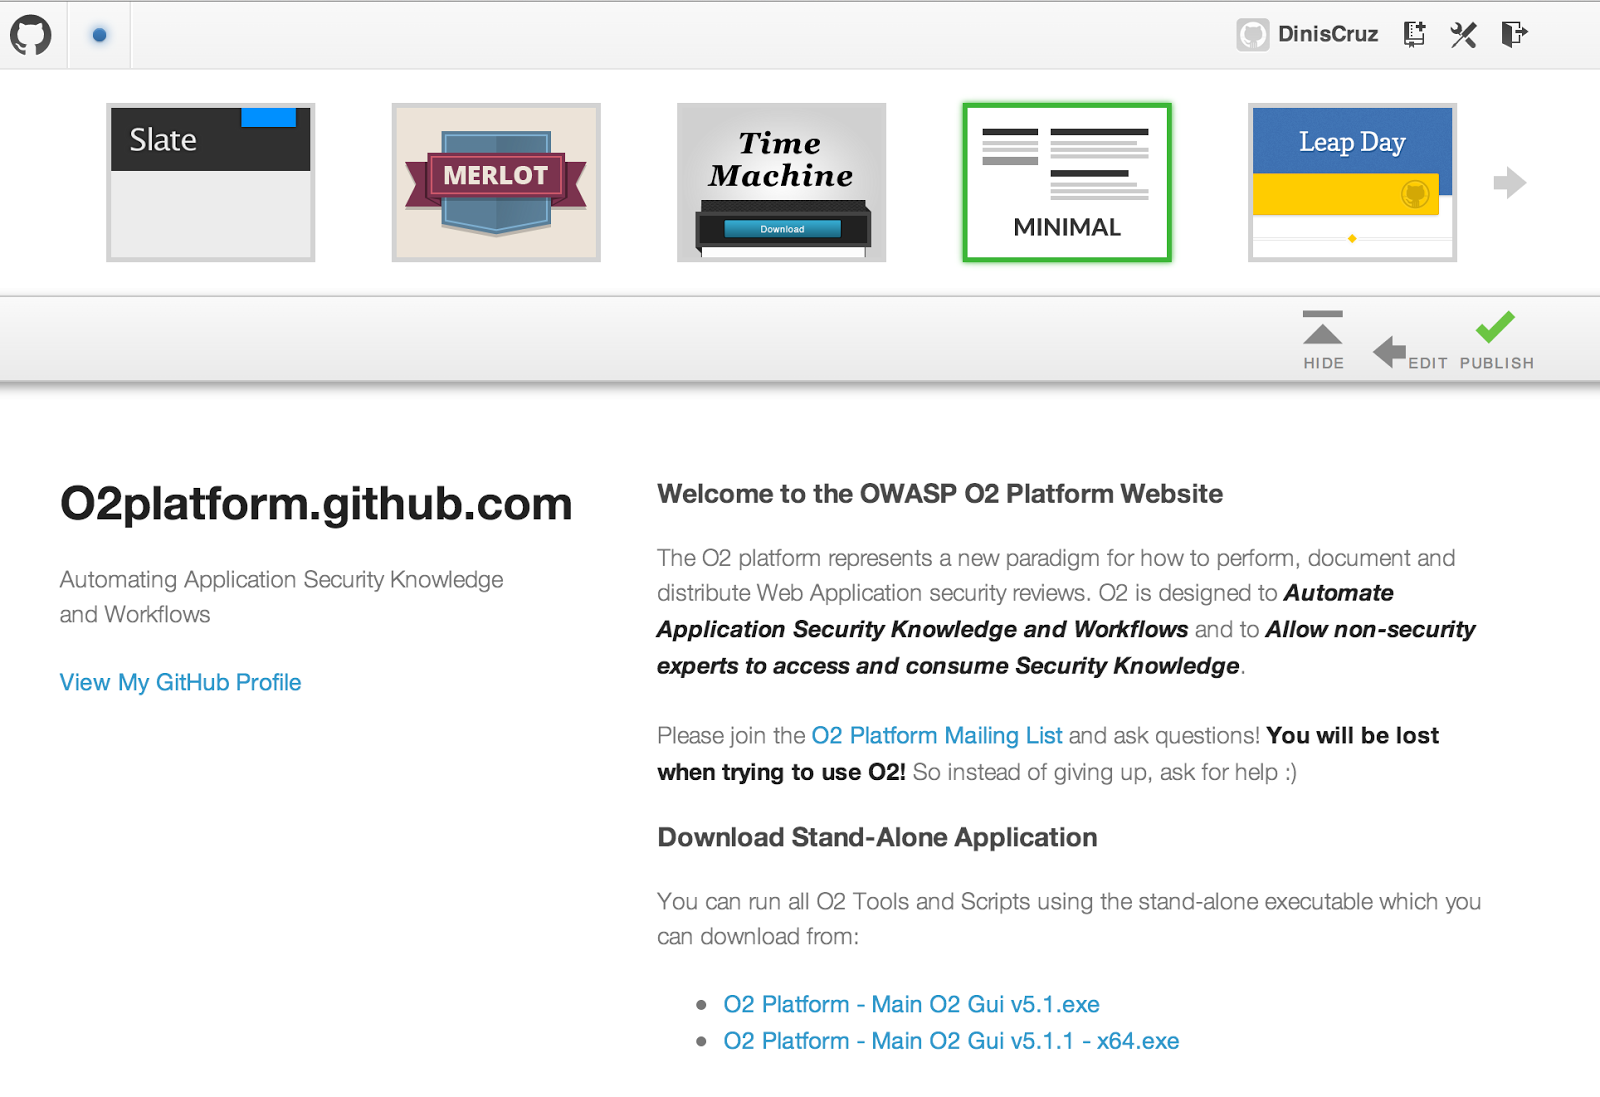 DinisCruz
Slate
MERLOT
Time
Machine
Download
MINIMAL
Leap Day
HIDE
EDIT
PUBLISH
O2platform.github.com
Automating Application Security Knowledge
and Workflows
View My GitHub Profile
Welcome to the OWASP O2 Platform Website
The O2 platform represents a new paradigm for how to perform, document and
distribute Web Application security reviews. O2 is designed to Automate
Application Security Knowledge and Workflows and to Allow non-security
experts to access and consume Security Knowledge.
Please join the O2 Platform Mailing List and ask questions! You will be lost
when trying to use O2! So instead of giving up, ask for help :)
Download Stand-Alone Application
You can run all O2 Tools and Scripts using the stand-alone executable which you
can download from:
• O2 Platform - Main O2 Gui v5.1.exe
• O2 Platform - Main O2 Gui v5.1.1 - x64.exe